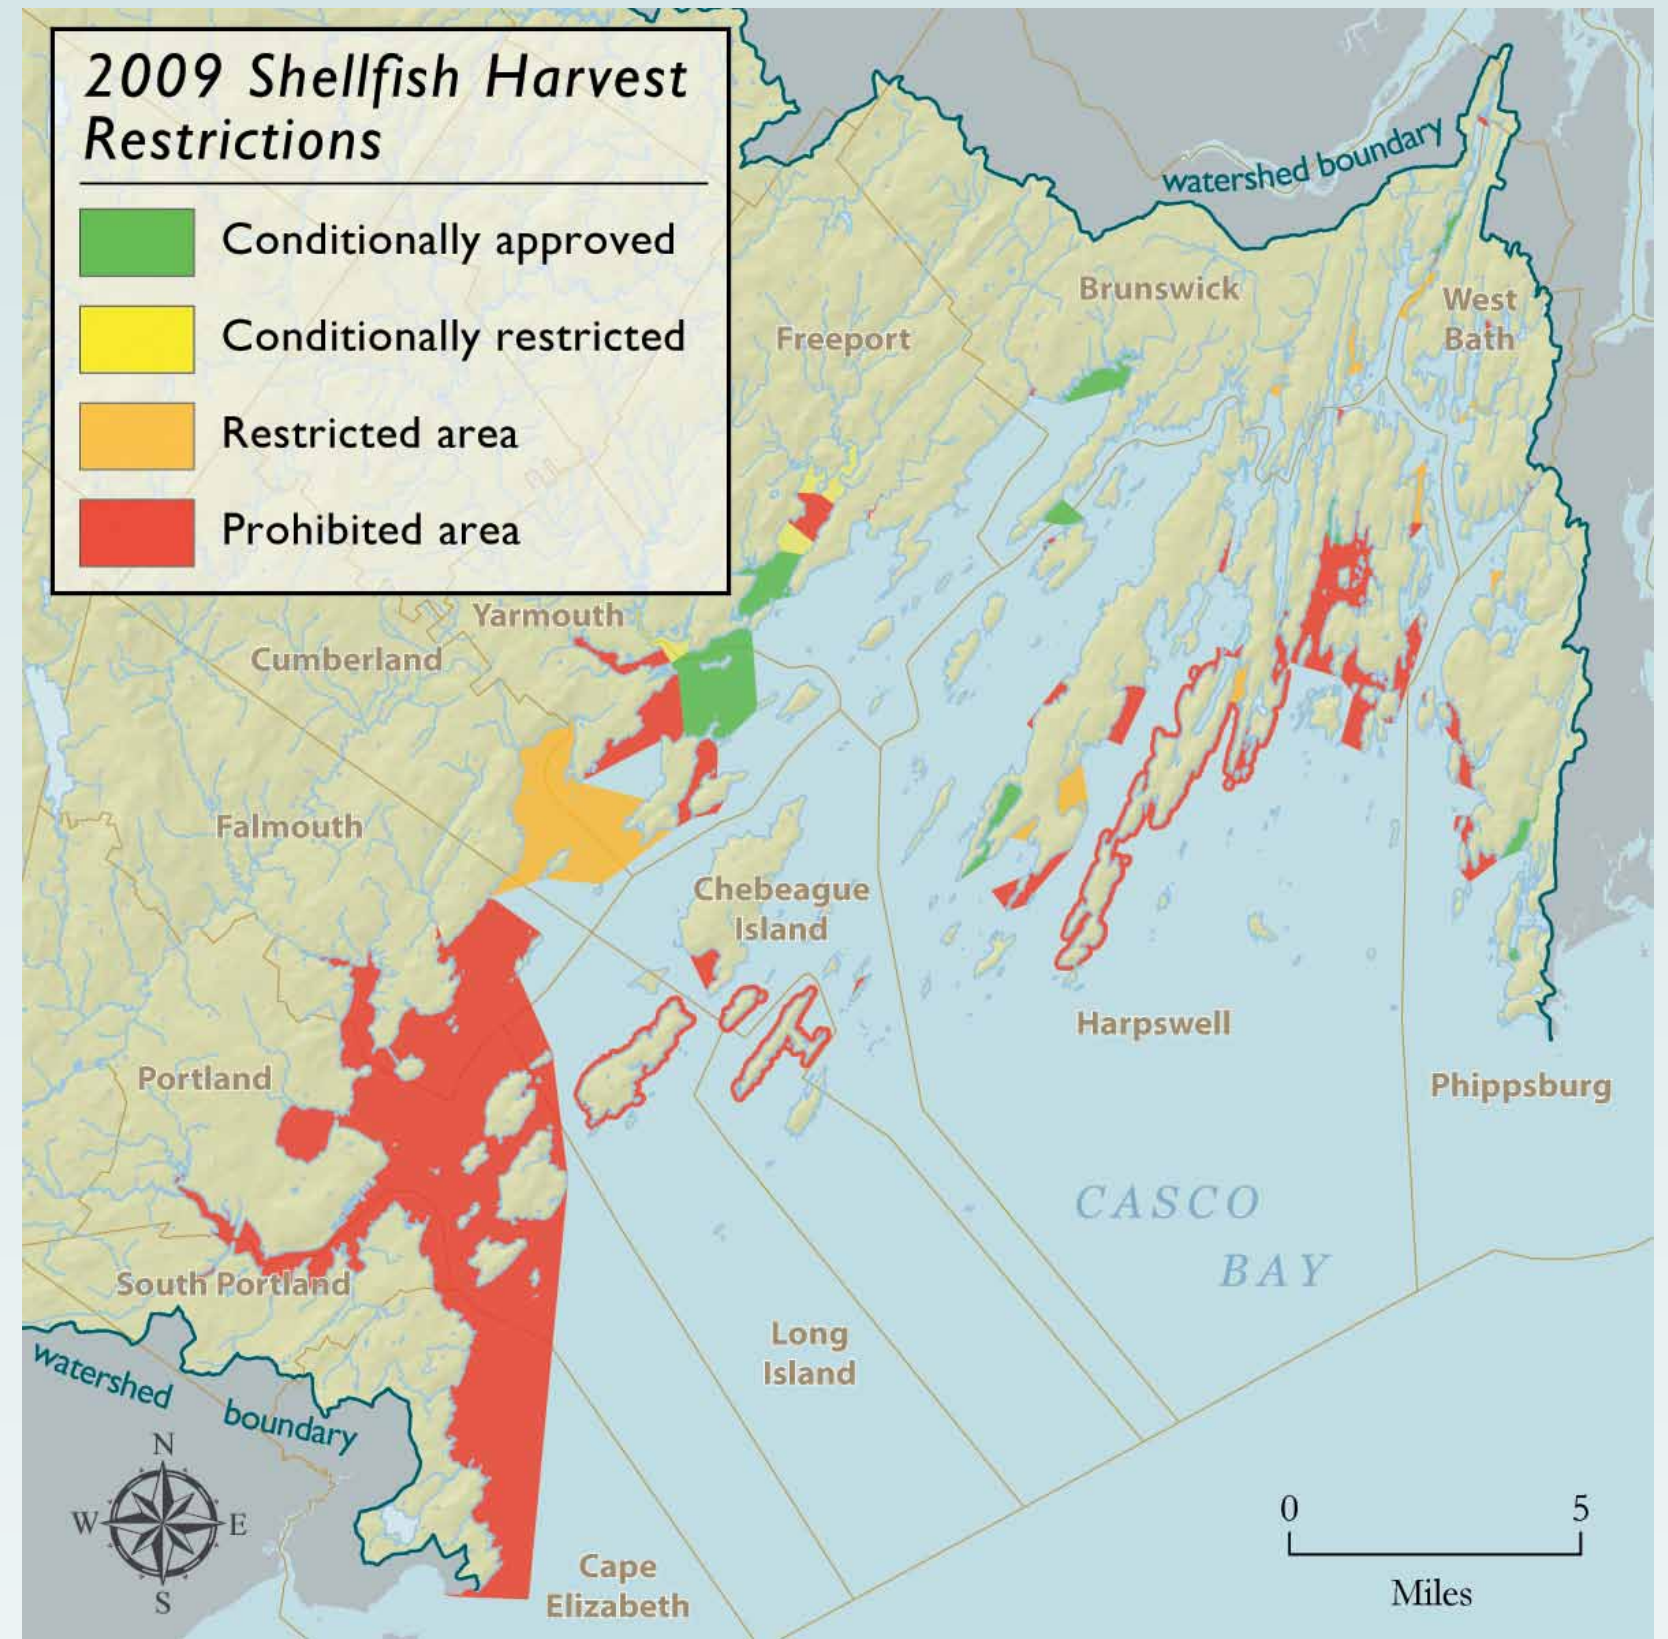 2009 Shellfish Harvest
Restrictions
Conditionally approved
Conditionally restricted
Restricted area
Prohibited area
watershed boundary
Brunswick
West
Bath
Freeport
Yarmouth
Cumberland
Falmouth
Chebeague
Island
Harpswell
Portland
Phippsburg
CASCO
BAY
South Portland
Long
Island
watershed boundary
N
W E
S
Cape
Elizabeth
0 5
Miles